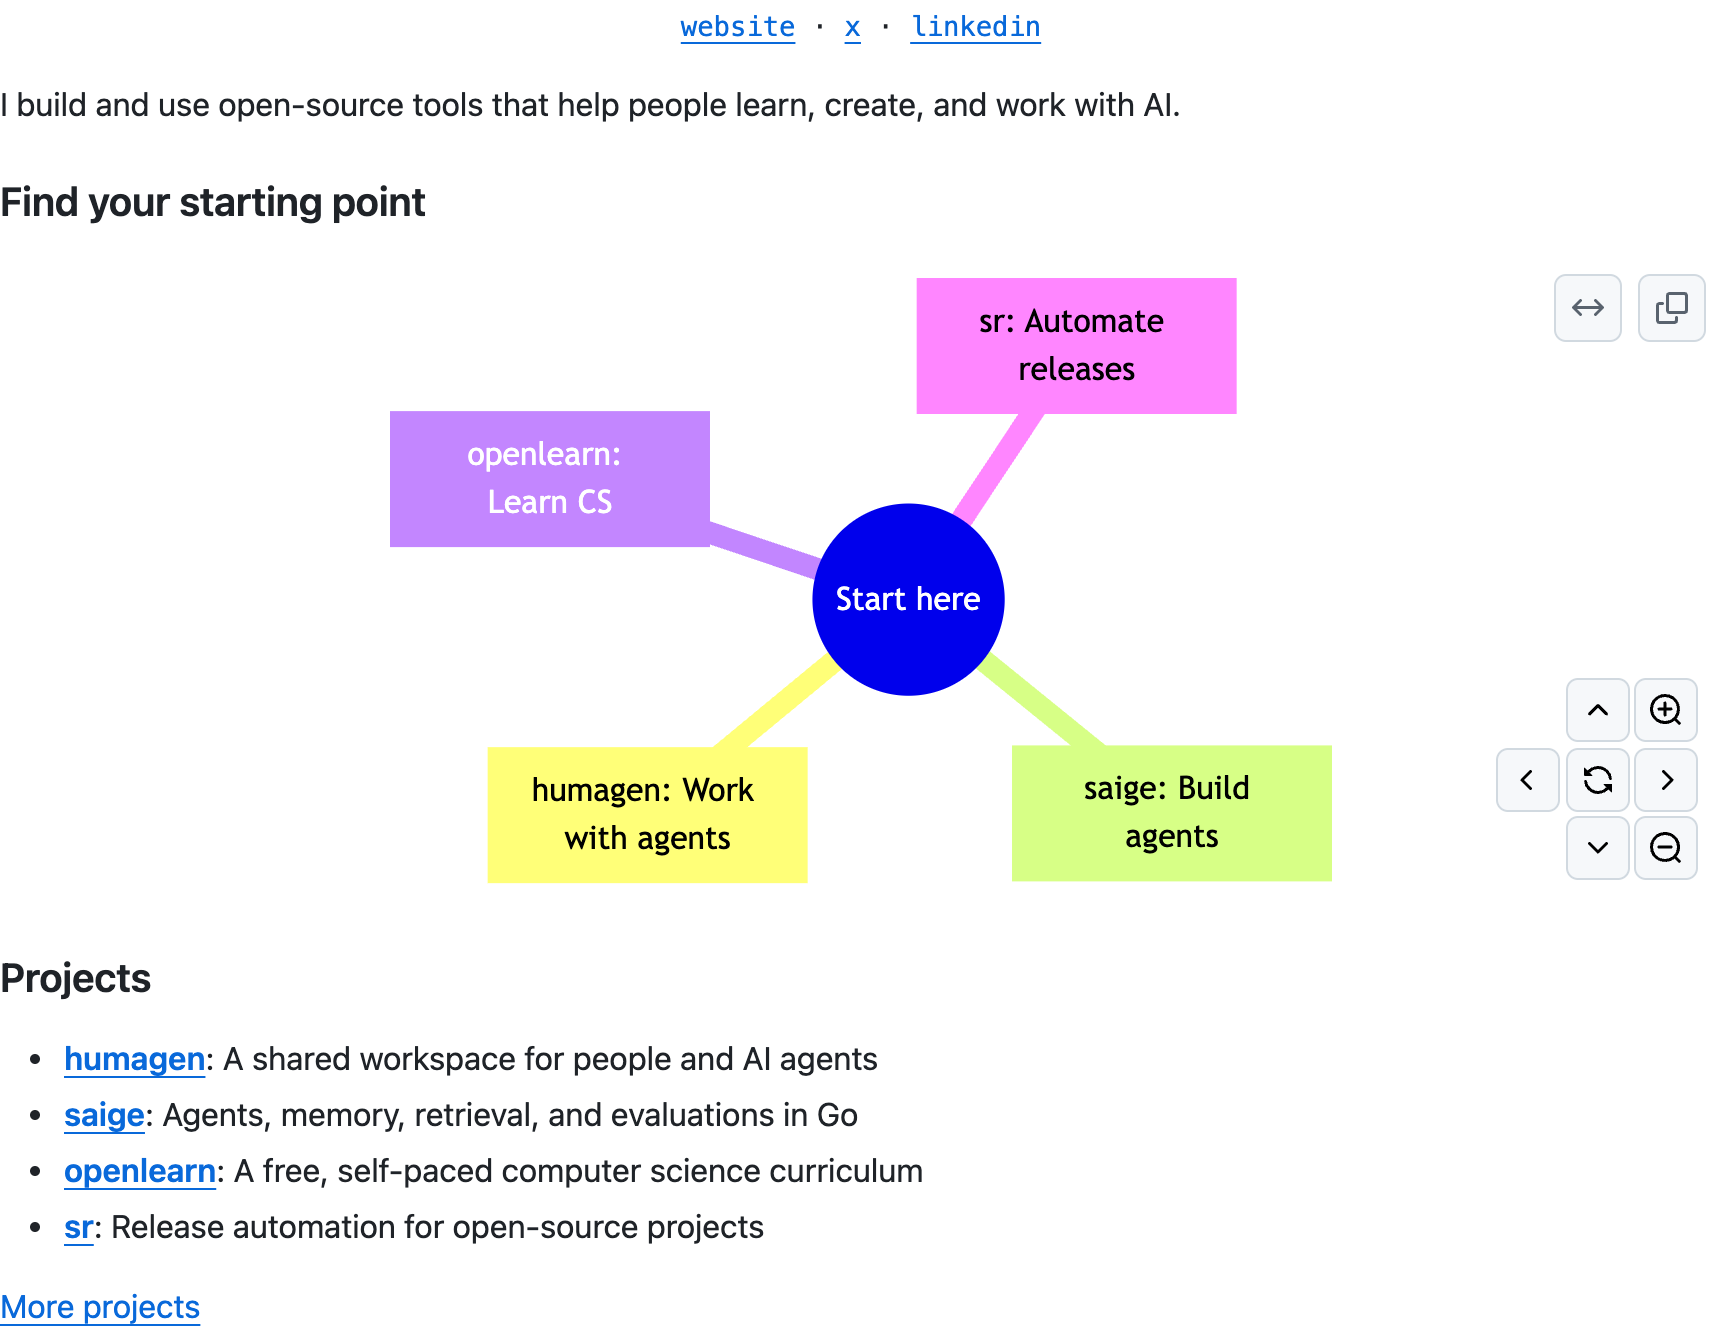 website · x · linkedin
I build and use open-source tools that help people learn, create, and work with AI.
Find your starting point
sr: Automate
releases
openlearn:
Learn CS
Start here
humagen: Work
with agents
saige: Build
agents
Projects
• humagen: A shared workspace for people and AI agents
• saige: Agents, memory, retrieval, and evaluations in Go
• openlearn: A free, self-paced computer science curriculum
• sr: Release automation for open-source projects
More projects